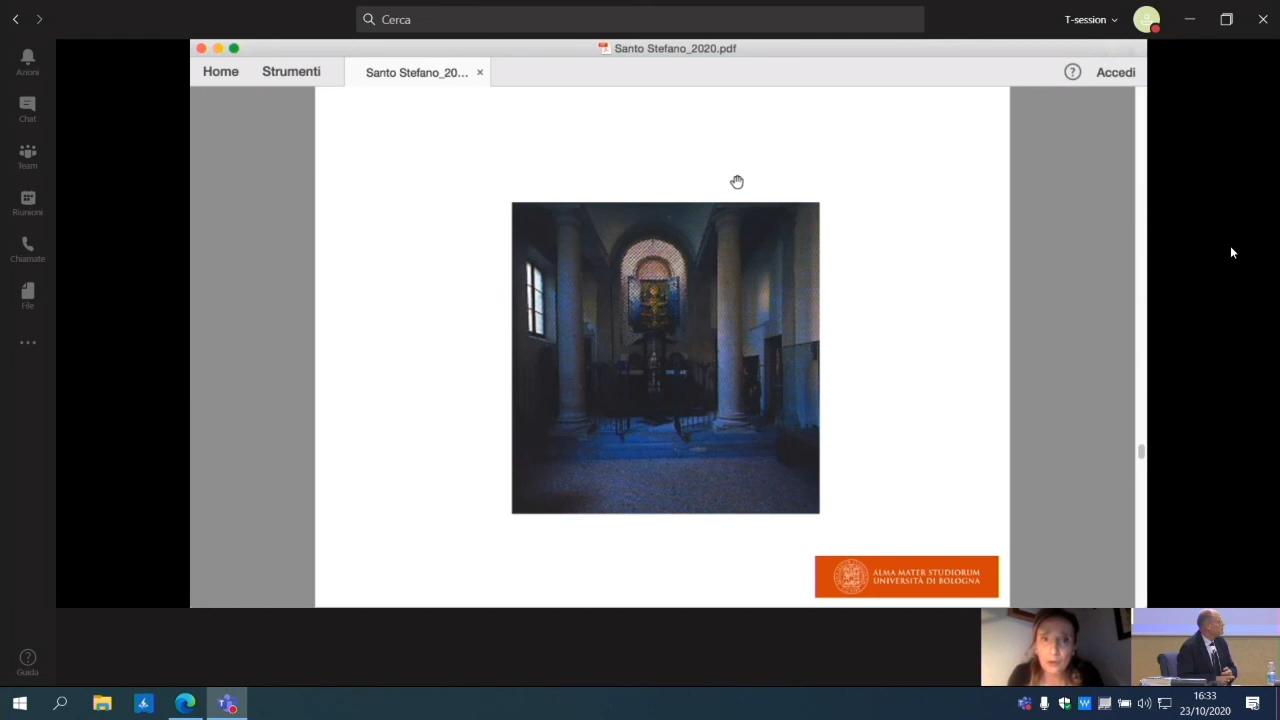 Cerca
T-session
Santo Stefano_2020.pdf
Home
Strumenti
Santo Stefano_20...
Accedi
Azioni
Chat
Team
Riunioni
Chiamate
File
ALMA MATER STUDIORUM
UNIVERSITÀ DI BOLOGNA
Guida
16:33
23/10/2020